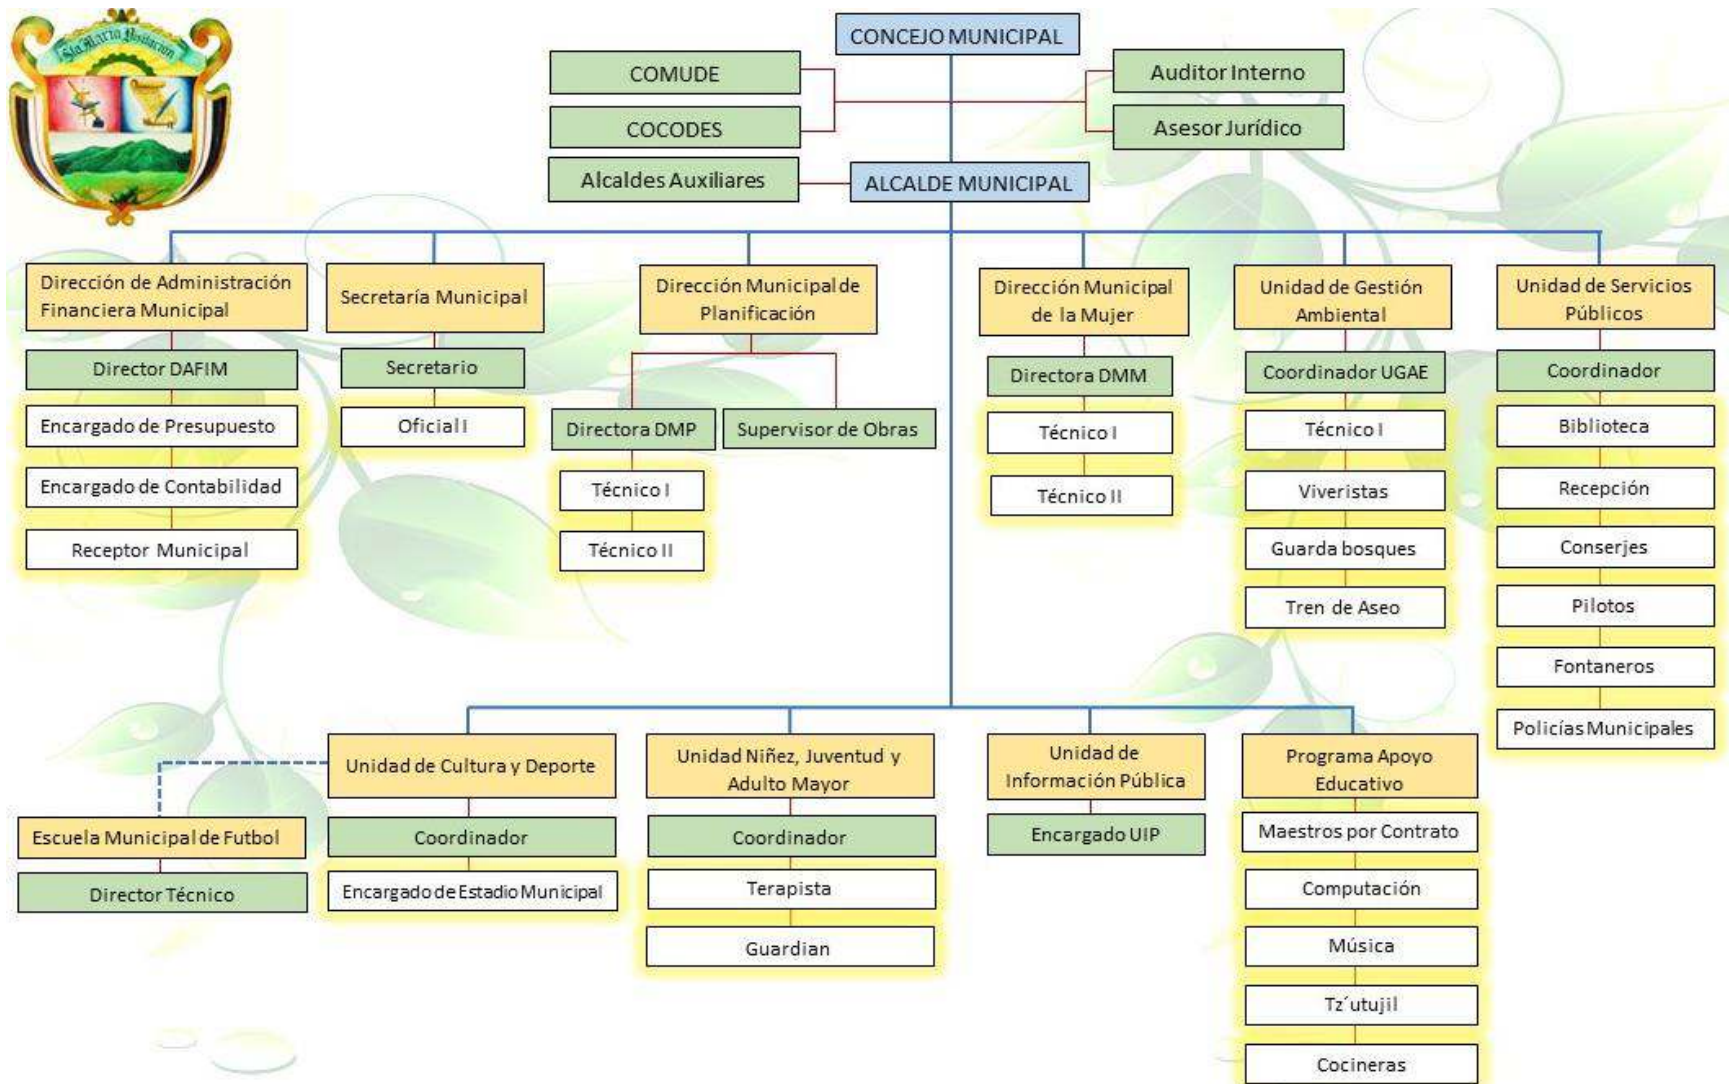 Sta María Visitación
CONCEJO MUNICIPAL
COMUDE
Auditor Interno
COCODES
Asesor Jurídico
Alcaldes Auxiliares
ALCALDE MUNICIPAL
Dirección de Administración
Financiera Municipal
Director DAFIM
Encargado de Presupuesto
Encargado de Contabilidad
Receptor Municipal
Secretaría Municipal
Secretario
Oficial I
Dirección Municipal de
Planificación
Directora DMP
Supervisor de Obras
Técnico I
Técnico II
Dirección Municipal
de la Mujer
Directora DMM
Técnico I
Técnico II
Unidad de Gestión
Ambiental
Coordinador UGAE
Técnico I
Viveristas
Guarda bosques
Tren de Aseo
Unidad de Servicios
Públicos
Coordinador
Biblioteca
Recepción
Conserjes
Pilotos
Fontaneros
Policías Municipales
Escuela Municipal de Futbol
Director Técnico
Unidad de Cultura y Deporte
Coordinador
Encargado de Estadio Municipal
Unidad Niñez, Juventud y
Adulto Mayor
Coordinador
Terapista
Guardian
Unidad de
Información Pública
Encargado UIP
Programa Apoyo
Educativo
Maestros por Contrato
Computación
Música
Tz´utujil
Cocineras